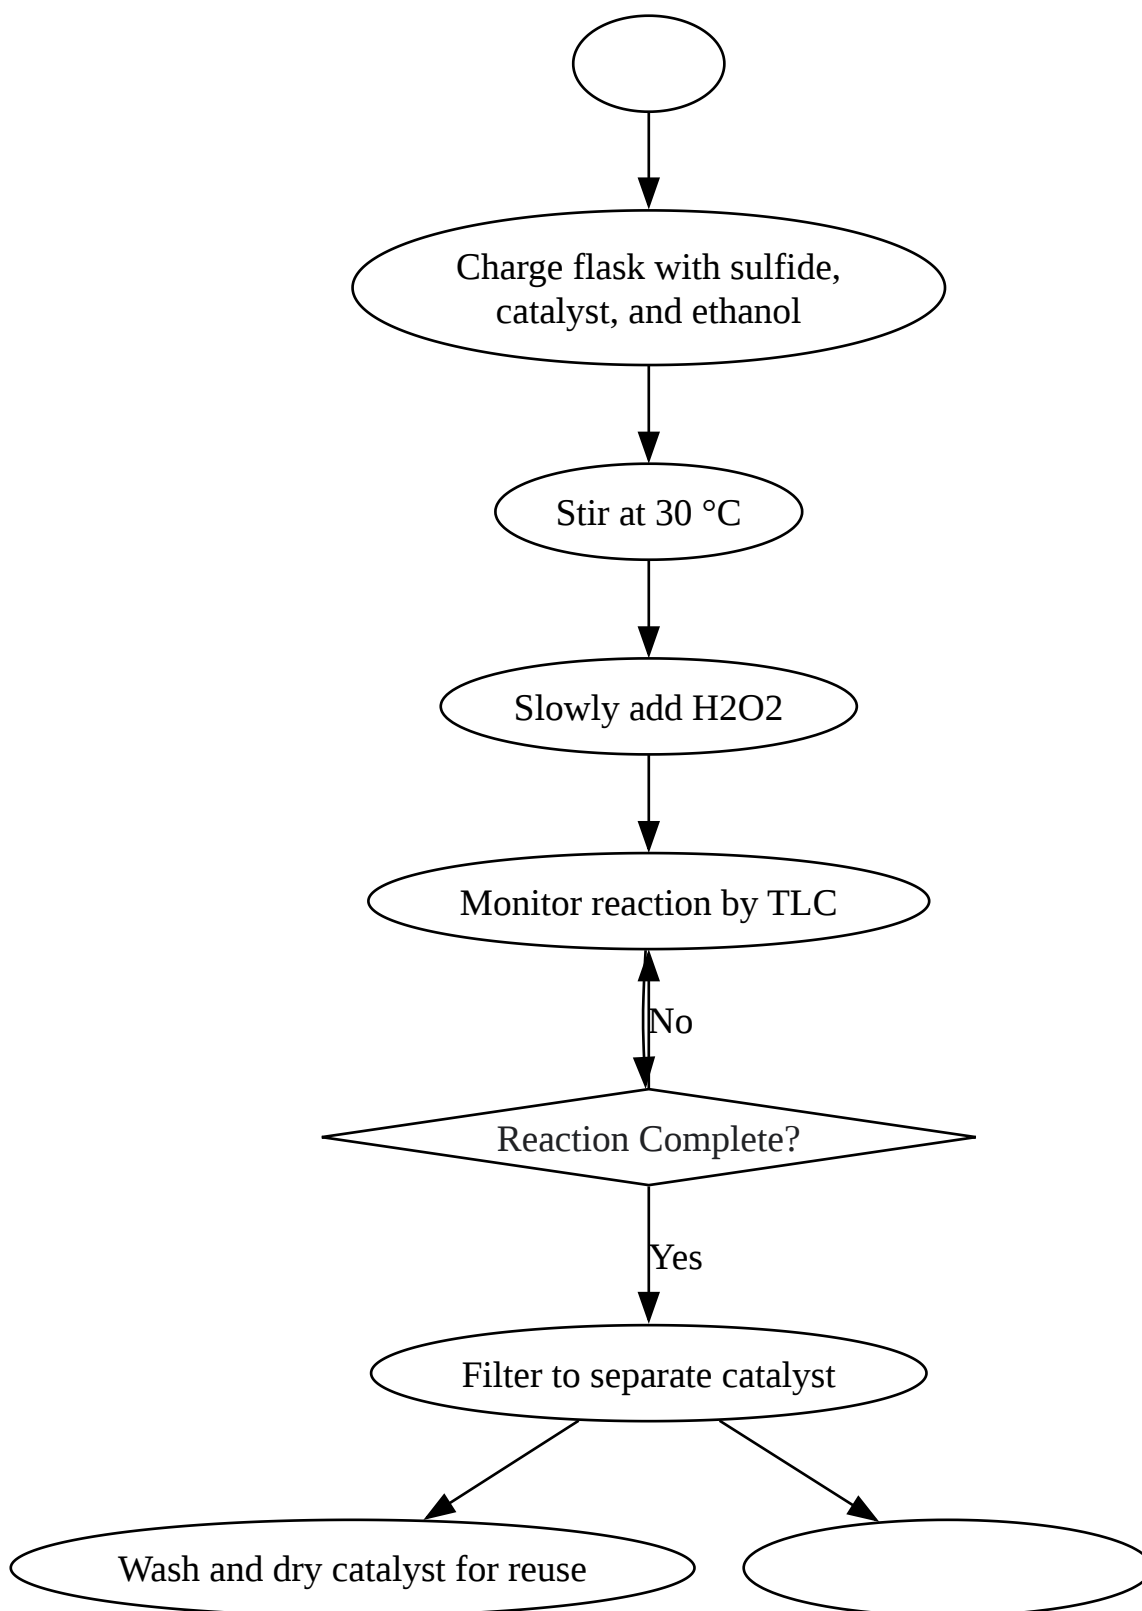 Charge flask with sulfide,
catalyst, and ethanol
Stir at 30 °C
Slowly add H2O2
Monitor reaction by TLC
No
Reaction Complete?
Yes
Filter to separate catalyst
Wash and dry catalyst for reuse